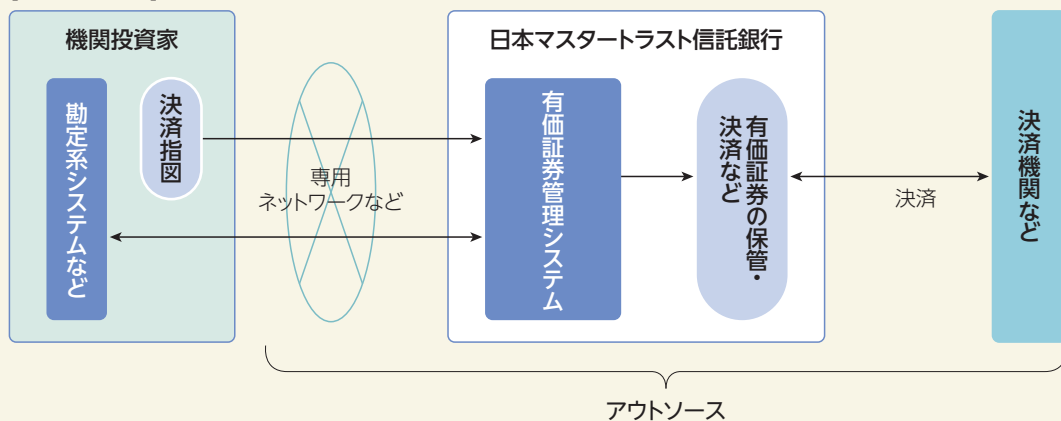 機関投資家
勘定系システムなど
決済指図
専用
ネットワークなど
日本マスタートラスト信託銀行
有価証券管理システム
有価証券の保管・
決済など
決済
決済機関など
アウトソース